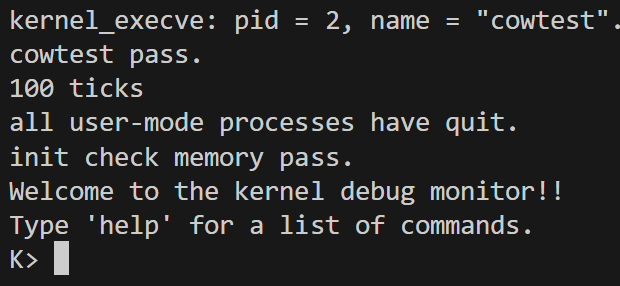 kernel_execve: pid = 2, name = "cowtest".
cowtest pass.
100 ticks
all user-mode processes have quit.
init check memory pass.
Welcome to the kernel debug monitor!!
Type 'help' for a list of commands.
K>